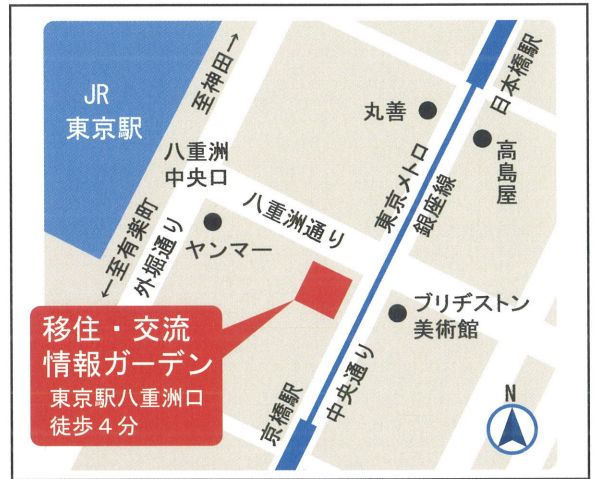 JR
東京駅
至神田→
←至有楽町
外堀通り
八重洲
中央口
八重洲通り
ヤンマー
丸善
日本橋駅
高島屋
東京メトロ
銀座線
ブリヂストン
美術館
中央通り
京橋駅
移住・交流
情報ガーデン
東京駅八重洲口
徒歩4分
N